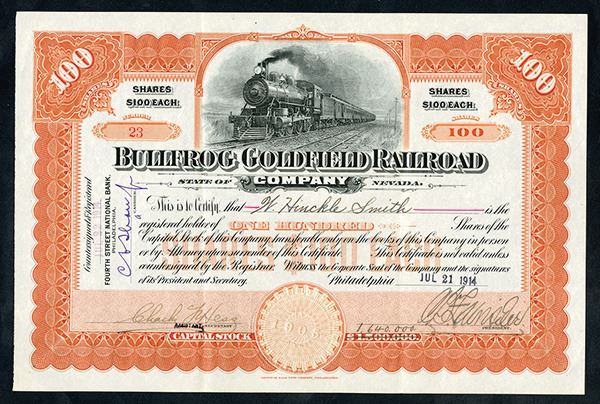 100
100
SHARES
$100 EACH.
SHARES
$100 EACH.
NUMBER
23
SHARES
100
BULLFROG GOLDFIELD RAILROAD
STATE OF COMPANY NEVADA.
This is to Certify, that W. Hinckle Smith is the
registered holder of ONE HUNDRED Shares of the
Capital Stock of this Company, transferable only on the books of this Company in person
or by Attorney upon surrender of this Certificate. This Certificate is not valid unless
countersigned by the Registrar. Witness the Corporate Seal of the Company and the signatures
of its President and Secretary. Philadelphia JUL 21 1914
Countersigned & Registered
FOURTH STREET NATIONAL BANK,
PHILADELPHIA,
ASSISTANT SECRETARY
1,640,000
PRESIDENT.
CAPITAL STOCK
$1,500,000.